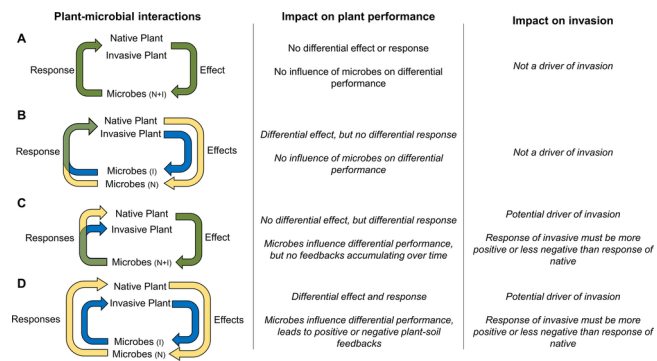 Plant-microbial interactions
Impact on plant performance
Impact on invasion
A
Native Plant
Invasive Plant
Response
Effect
Microbes (N+I)
No differential effect or response
No influence of microbes on differential
performance
Not a driver of invasion
B
Native Plant
Invasive Plant
Response
Effects
Microbes (I)
Microbes (N)
Differential effect, but no differential response
No influence of microbes on differential
performance
Not a driver of invasion
C
Native Plant
Invasive Plant
Responses
Effect
Microbes (N+I)
No differential effect, but differential response
Microbes influence differential performance,
but no feedbacks accumulating over time
Potential driver of invasion
Response of invasive must be more
positive or less negative than response of
native
D
Native Plant
Invasive Plant
Responses
Effects
Microbes (I)
Microbes (N)
Differential effect and response
Microbes influence differential performance,
leads to positive or negative plant-soil
feedbacks
Potential driver of invasion
Response of invasive must be more
positive or less negative than response of
native